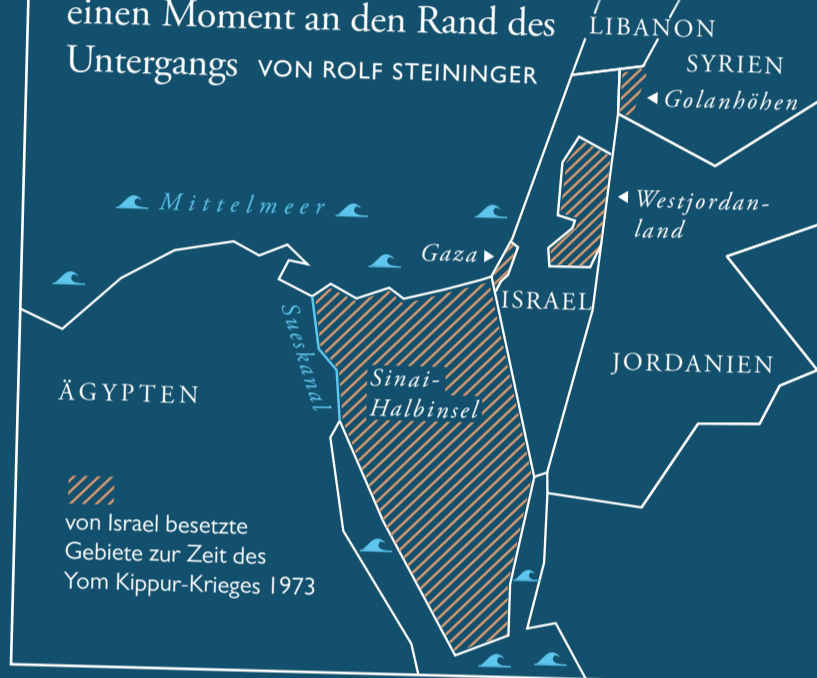 einen Moment an den Rand des
Untergangs VON ROLF STEININGER
LIBANON
SYRIEN
Golanhöhen
Mittelmeer
Westjordan-
land
Gaza
ISRAEL
Sueskanal
JORDANIEN
Sinai-
Halbinsel
ÄGYPTEN
von Israel besetzte
Gebiete zur Zeit des
Yom Kippur-Krieges 1973